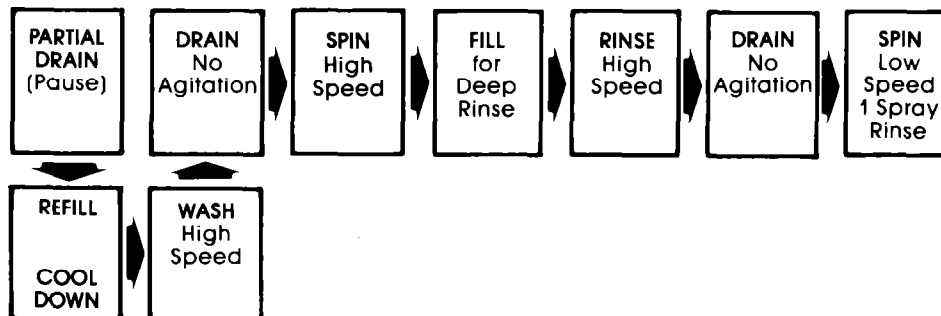 PARTIAL
DRAIN
(Pause)
REFILL
COOL
DOWN
WASH
High
Speed
DRAIN
No
Agitation
SPIN
High
Speed
FILL
for
Deep
Rinse
RINSE
High
Speed
DRAIN
No
Agitation
SPIN
Low
Speed
1 Spray
Rinse